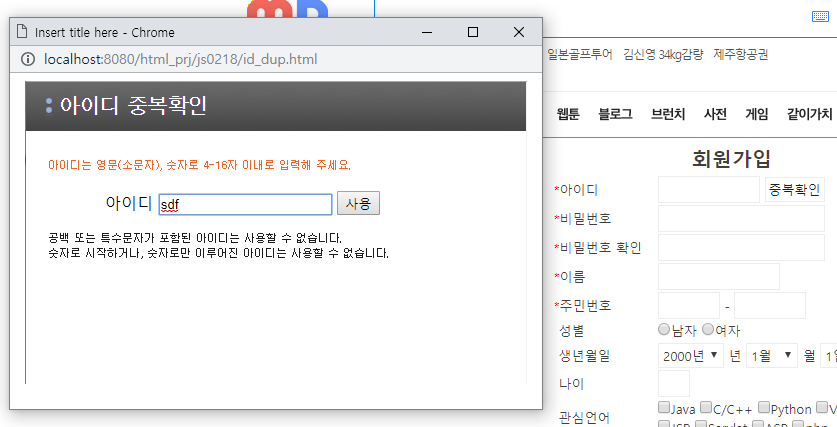 Insert title here - Chrome
localhost:8080/html_prj/js0218/id_dup.html
아이디 중복확인
아이디는 영문(소문자), 숫자로 4-16자 이내로 입력해 주세요.
아이디 sdf 사용
공백 또는 특수문자가 포함된 아이디는 사용할 수 없습니다.
숫자로 시작하거나, 숫자로만 이루어진 아이디는 사용할 수 없습니다.
일본골프투어 김신영 34kg감량 제주항공권
웹툰 블로그 브런치 사전 게임 같이가치
회원가입
*아이디 중복확인
*비밀번호
*비밀번호 확인
*이름
*주민번호 -
성별 남자 여자
생년월일 2000년 년 1월 월 1일
나이
관심언어 Java C/C++ Python
JSP Servlet ASP php